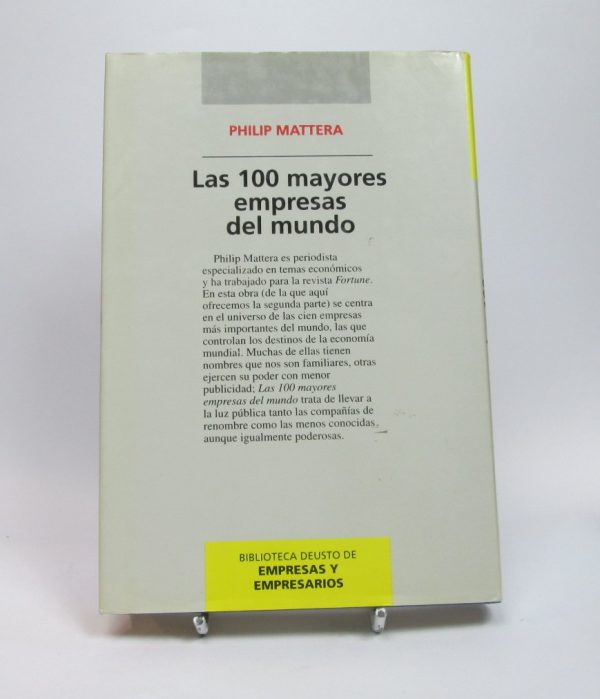 PHILIP MATTERA
Las 100 mayores
empresas
del mundo
Philip Mattera es periodista
especializado en temas económicos
y ha trabajado para la revista Fortune.
En esta obra (de la que aquí
ofrecemos la segunda parte) se centra
en el universo de las cien empresas
más importantes del mundo, las que
controlan los destinos de la economía
mundial. Muchas de ellas tienen
nombres que nos son familiares, otras
ejercen su poder con menor
publicidad; Las 100 mayores
empresas del mundo trata de llevar a
la luz pública tanto las compañías de
renombre como las menos conocidas,
aunque igualmente poderosas.
BIBLIOTECA DEUSTO DE
EMPRESAS Y
EMPRESARIOS